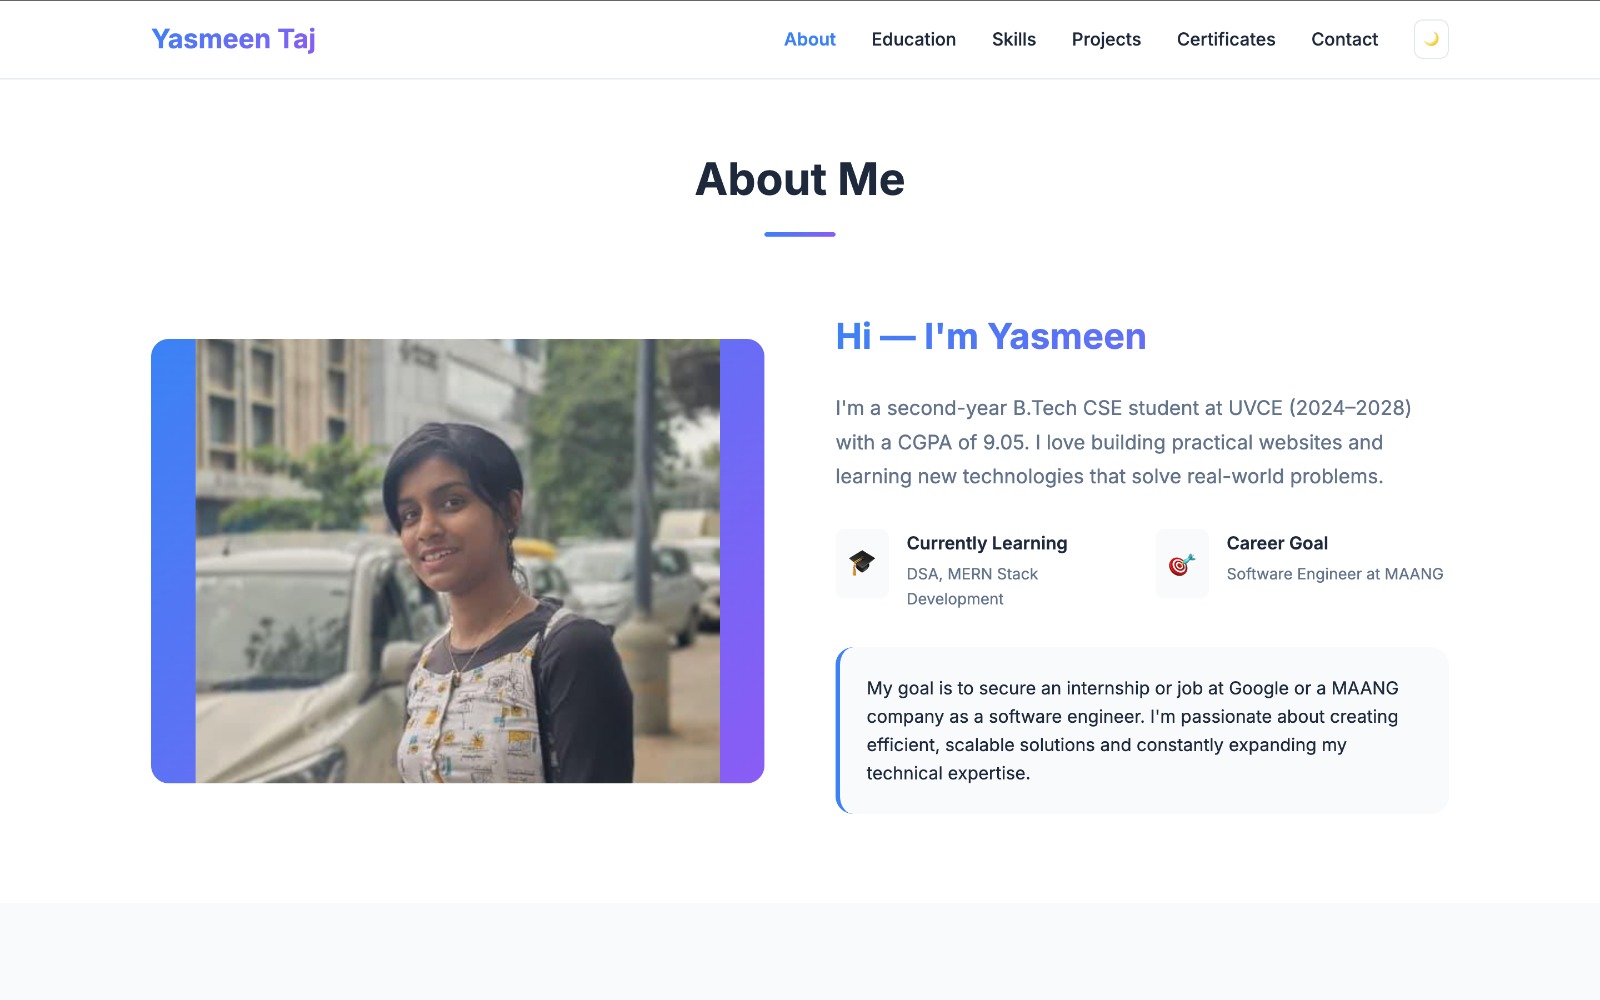 Yasmeen Taj
About
Education
Skills
Projects
Certificates
Contact
About Me
Hi — I'm Yasmeen
I'm a second-year B.Tech CSE student at UVCE (2024–2028)
with a CGPA of 9.05. I love building practical websites and
learning new technologies that solve real-world problems.
Currently Learning
DSA, MERN Stack
Development
Career Goal
Software Engineer at MAANG
My goal is to secure an internship or job at Google or a MAANG
company as a software engineer. I'm passionate about creating
efficient, scalable solutions and constantly expanding my
technical expertise.